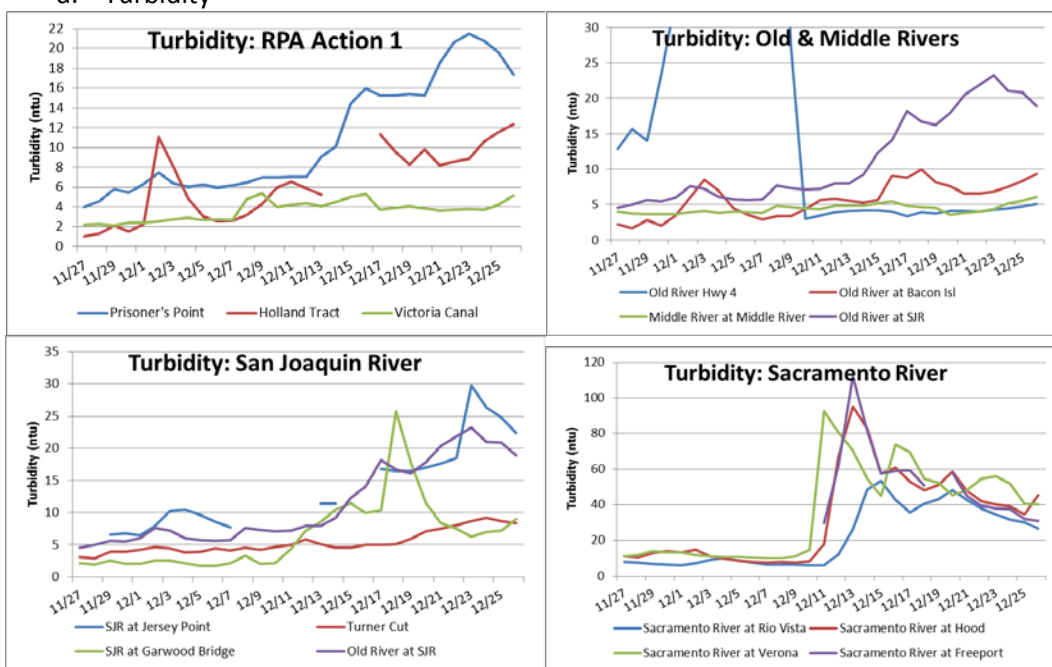 a. Turbidity
Turbidity: RPA Action 1
Turbidity (ntu)
22
20
18
16
14
12
10
8
6
4
2
0
11/27 11/29 12/1 12/3 12/5 12/7 12/9 12/11 12/13 12/15 12/17 12/19 12/21 12/23 12/25
Prisoner's Point Holland Tract Victoria Canal
Turbidity: Old & Middle Rivers
Turbidity (ntu)
30
25
20
15
10
5
0
11/27 11/29 12/1 12/3 12/5 12/7 12/9 12/11 12/13 12/15 12/17 12/19 12/21 12/23 12/25
Old River Hwy 4 Old River at Bacon Isl
Middle River at Middle River Old River at SJR
Turbidity: San Joaquin River
Turbidity (ntu)
35
30
25
20
15
10
5
0
11/27 11/29 12/1 12/3 12/5 12/7 12/9 12/11 12/13 12/15 12/17 12/19 12/21 12/23 12/25
SJR at Jersey Point Turner Cut
SJR at Garwood Bridge Old River at SJR
Turbidity: Sacramento River
Turbidity (ntu)
120
100
80
60
40
20
0
11/27 11/29 12/1 12/3 12/5 12/7 12/9 12/11 12/13 12/15 12/17 12/19 12/21 12/23 12/25
Sacramento River at Rio Vista Sacramento River at Hood
Sacramento River at Verona Sacramento River at Freeport